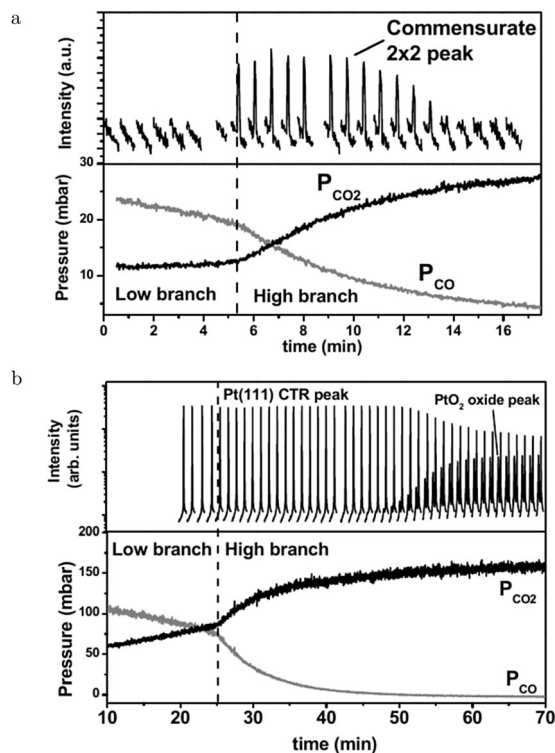 a
Intensity (a.u.)
Commensurate
2x2 peak
Pressure (mbar)
30
20
10
P_CO2
P_CO
Low branch
High branch
0 2 4 6 8 10 12 14 16
time (min)
b
Intensity
(arb. units)
Pt(111) CTR peak
PtO₂ oxide peak
Pressure (mbar)
200
150
100
50
0
Low branch
High branch
P_CO2
P_CO
10 20 30 40 50 60 70
time (min)